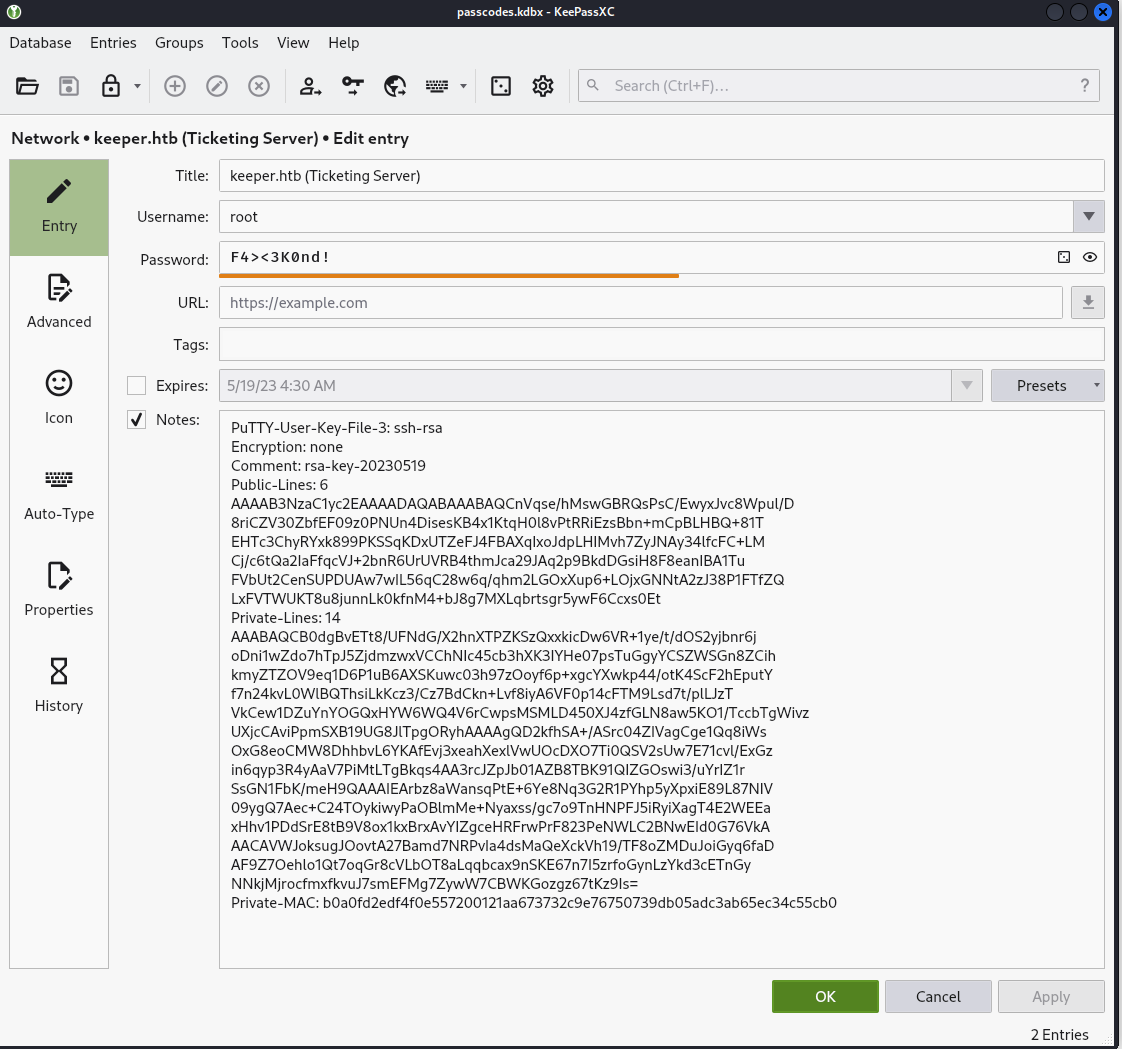 passcodes.kdbx - KeePassXC
Database Entries Groups Tools View Help
Search (Ctrl+F)... ?
Network • keeper.htb (Ticketing Server) • Edit entry
Entry
Advanced
Icon
Auto-Type
Properties
History
Title: keeper.htb (Ticketing Server)
Username: root
Password: F4><3K0nd!
URL: https://example.com
Tags:
Expires: 5/19/23 4:30 AM Presets
Notes:
PuTTY-User-Key-File-3: ssh-rsa
Encryption: none
Comment: rsa-key-20230519
Public-Lines: 6
AAAAB3NzaC1yc2EAAAADAQABAAABAQCnVqse/hMswGBRQsPsC/EwyxJvc8Wpul/D
8riCZV30ZbfEF09z0PNUn4DisesKB4x1KtqH0l8vPtRRiEzsBbn+mCpBLHBQ+81T
EHTc3ChyRYxk899PKSSqKDxUTZeFJ4FBAXqIxoJdpLHIMvh7ZyJNAy34lfcFC+LM
Cj/c6tQa2IaFfqcVJ+2bnR6UrUVRB4thmJca29JAq2p9BkdDGsiH8F8eanIBA1Tu
FVbUt2CenSUPDUAw7wIL56qC28w6q/qhm2LGOxXup6+LOjxGNNtA2zJ38P1FTfZQ
LxFVTWUKT8u8junnLk0kfnM4+bJ8g7MXLqbrtsgr5ywF6Ccxs0Et
Private-Lines: 14
AAABAQCB0dgBvETt8/UFNdG/X2hnXTPZKSzQxxkicDw6VR+1ye/t/dOS2yjbnr6j
oDni1wZdo7hTpJ5ZjdmzwxVCChNIc45cb3hXK3IYHe07psTuGgyYCSZWSGn8ZCih
kmyZTZOV9eq1D6P1uB6AXSKuwc03h97zOoyf6p+xgcYXwkp44/otK4ScF2hEputY
f7n24kvL0WlBQThsiLkKcz3/Cz7BdCkn+Lvf8iyA6VF0p14cFTM9Lsd7t/plLJzT
VkCew1DZuYnYOGQxHYW6WQ4V6rCwpsMSMLD450XJ4zfGLN8aw5KO1/TccbTgWivz
UXjcCAviPpmSXB19UG8JlTpgORyhAAAAgQD2kfhSA+/ASrc04ZIVagCge1Qq8iWs
OxG8eoCMW8DhhbvL6YKAfEvj3xeahXexlVwUOcDXO7Ti0QSV2sUw7E71cvl/ExGz
in6qyp3R4yAaV7PiMtLTgBkqs4AA3rcJZpJb01AZB8TBK91QIZGOswi3/uYrIZ1r
SsGN1FbK/meH9QAAAIEArbz8aWansqPtE+6Ye8Nq3G2R1PYhp5yXpxiE89L87NIV
09ygQ7Aec+C24TOykiwyPaOBlmMe+Nyaxss/gc7o9TnHNPFJ5iRyiXagT4E2WEEa
xHhv1PDdSrE8tB9V8ox1kxBrxAvYIZgceHRFrwPrF823PeNWLC2BNwEId0G76VkA
AACAVWJoksugJOovtA27Bamd7NRPvIa4dsMaQeXckVh19/TF8oZMDuJoiGyq6faD
AF9Z7Oehlo1Qt7oqGr8cVLbOT8aLqqbcax9nSKE67n7I5zrfoGynLzYkd3cETnGy
NNkjMjrocfmxfkvuJ7smEFMg7ZywW7CBWKGozgz67tKz9Is=
Private-MAC: b0a0fd2edf4f0e557200121aa673732c9e76750739db05adc3ab65ec34c55cb0
OK Cancel Apply
2 Entries